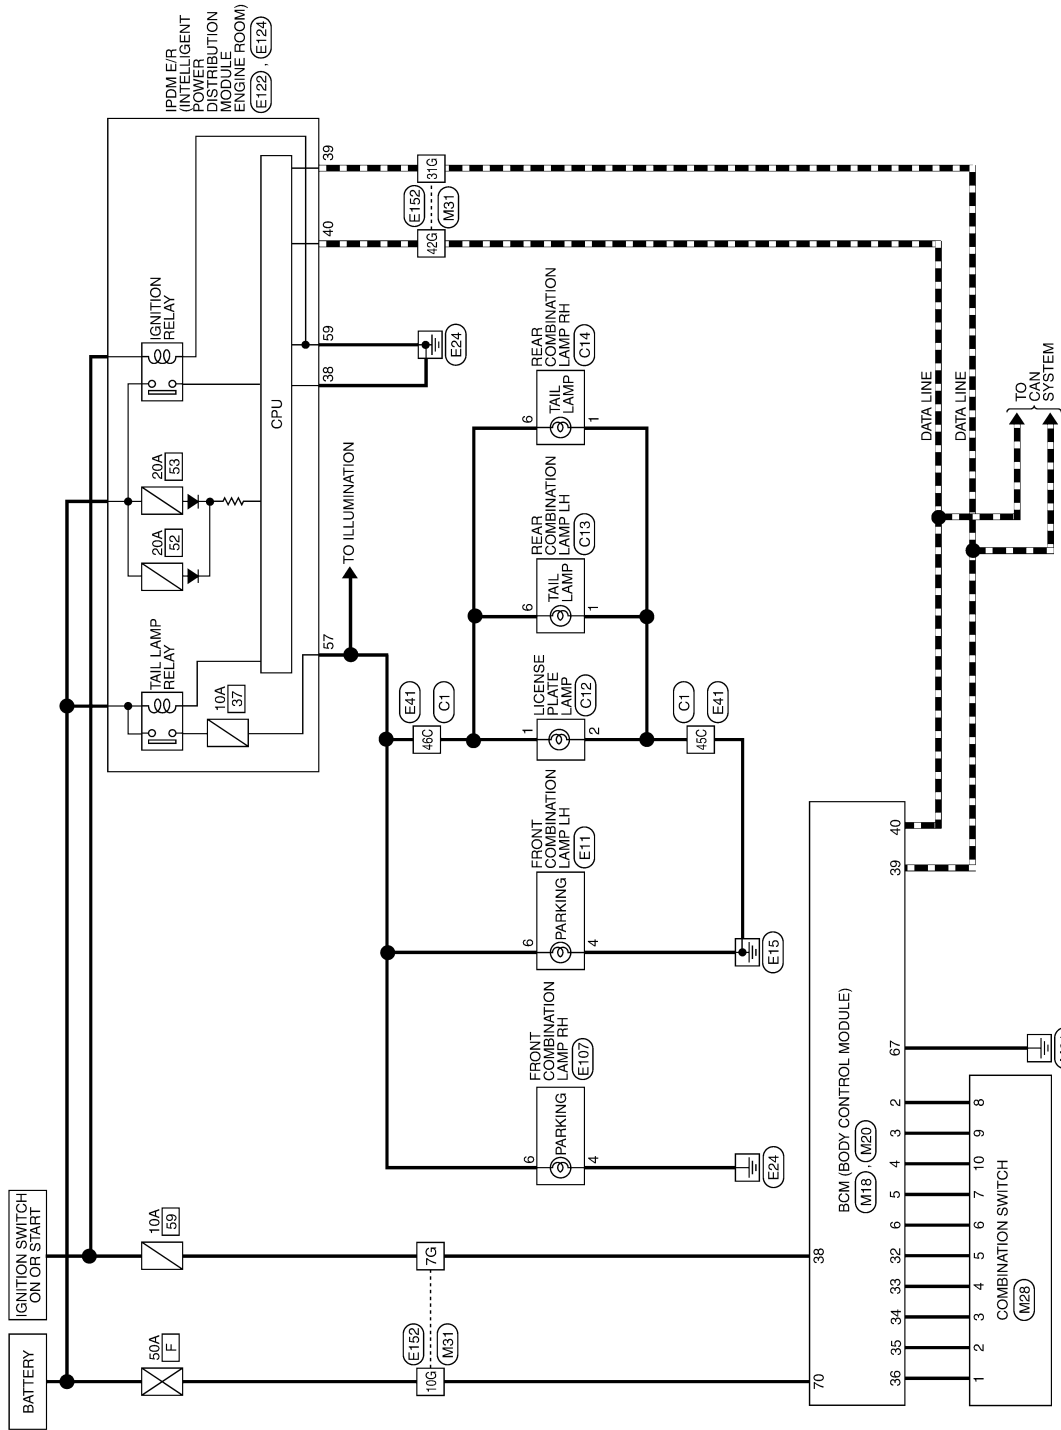 BATTERY
IGNITION SWITCH
ON OR START
50A
F
10A
59
E152
M31
10G
7G
70
38
IPDM E/R
(INTELLIGENT
POWER
DISTRIBUTION
MODULE
ENGINE ROOM)
E122 , E124
TAIL LAMP
RELAY
10A
37
20A
52
20A
53
IGNITION
RELAY
CPU
57
38
59
40
39
TO ILLUMINATION
E24
E152
M31
42G
31G
E41
C1
46C
FRONT
COMBINATION
LAMP RH
E107
6
PARKING
4
E24
FRONT
COMBINATION
LAMP LH
E11
6
PARKING
4
E15
LICENSE
PLATE
LAMP
C12
1
2
REAR
COMBINATION
LAMP LH
C13
6
TAIL
LAMP
1
REAR
COMBINATION
LAMP RH
C14
6
TAIL
LAMP
1
C1
E41
45C
DATA LINE
DATA LINE
TO
CAN
SYSTEM
BCM (BODY CONTROL MODULE)
M18 , M20
36
35
34
33
32
6
5
4
3
2
67
39
40
1
2
3
4
5
6
7
10
9
8
COMBINATION SWITCH
M28